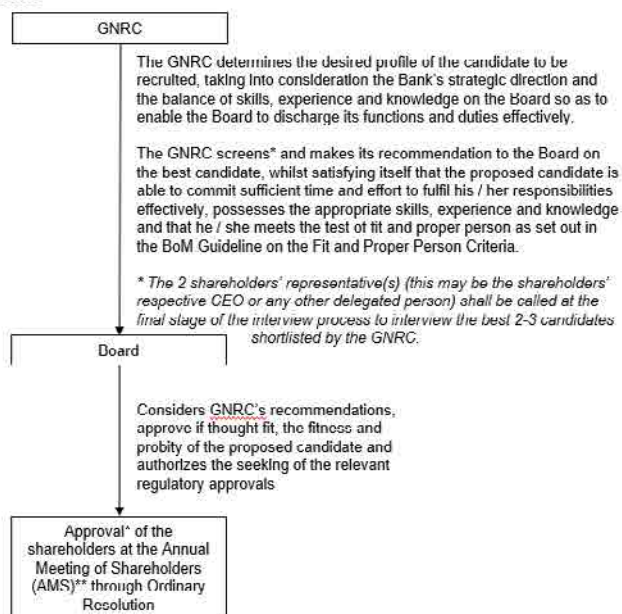 GNRC
The GNRC determines the desired profile of the candidate to be
recruited, taking into consideration the Bank's strategic direction and
the balance of skills, experience and knowledge on the Board so as to
enable the Board to discharge its functions and duties effectively.
The GNRC screens* and makes its recommendation to the Board on
the best candidate, whilst satisfying itself that the proposed candidate is
able to commit sufficient time and effort to fulfil his / her responsibilities
effectively, possesses the appropriate skills, experience and knowledge
and that he / she meets the test of fit and proper person as set out in
the BoM Guideline on the Fit and Proper Person Criteria.
* The 2 shareholders' representative(s) (this may be the shareholders'
respective CEO or any other delegated person) shall be called at the
final stage of the interview process to interview the best 2-3 candidates
shortlisted by the GNRC.
Board
Considers GNRC's recommendations,
approve if thought fit, the fitness and
probity of the proposed candidate and
authorizes the seeking of the relevant
regulatory approvals
Approval^ of the
shareholders at the Annual
Meeting of Shareholders
(AMS)** through Ordinary
Resolution